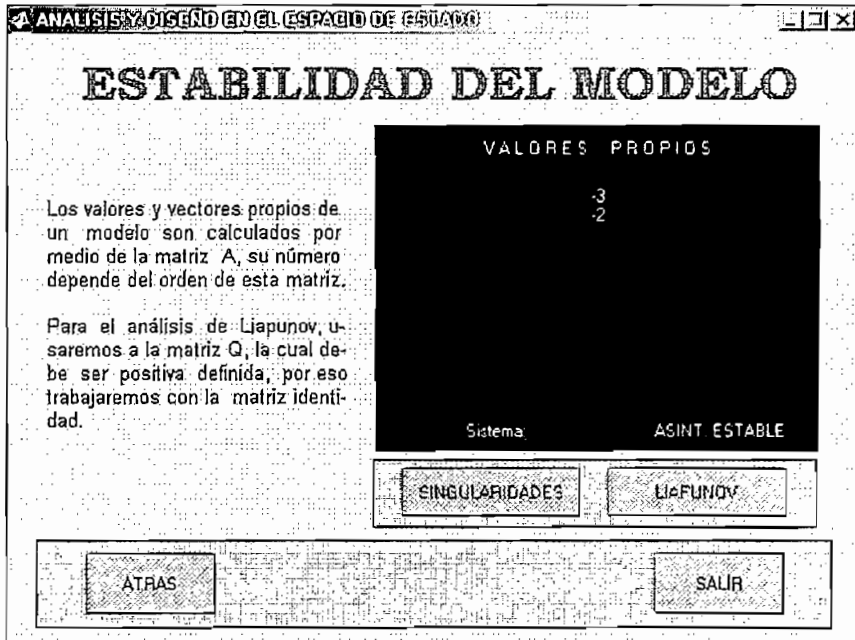 ANALISIS Y DISEÑO EN EL ESPACIO DE ESTADO
ESTABILIDAD DEL MODELO
Los valores y vectores propios de
un modelo son calculados por
medio de la matriz A, su número
depende del orden de esta matriz.
Para el análisis de Liapunov, u-
saremos a la matriz Q, la cual de-
be ser positiva definida, por eso
trabajaremos con la matriz identi-
dad.
VALORES PROPIOS
-3
-2
Sistema: ASINT. ESTABLE
SINGULARIDADES LIAPUNOV
ATRAS SALIR